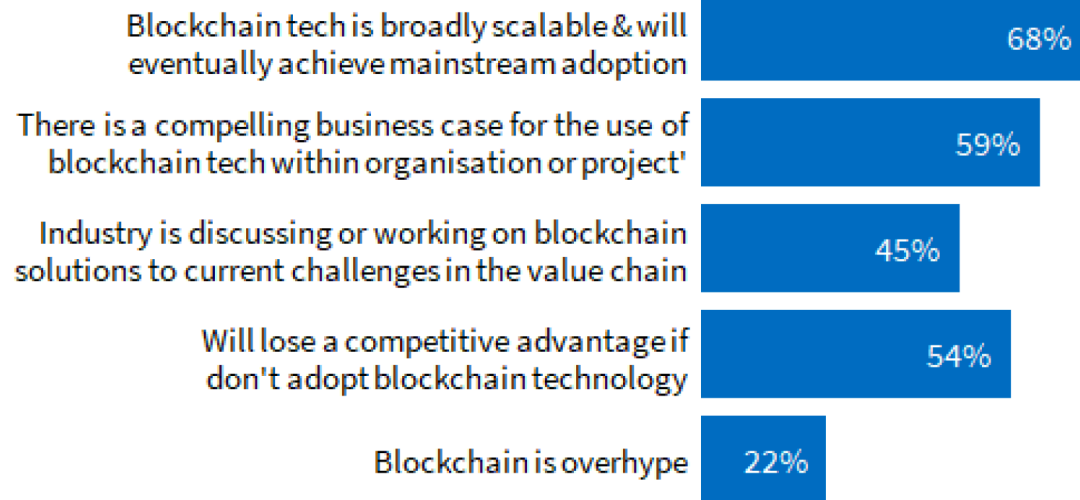 Blockchain tech is broadly scalable & will
eventually achieve mainstream adoption
68%
There is a compelling business case for the use of
blockchain tech within organisation or project'
59%
Industry is discussing or working on blockchain
solutions to current challenges in the value chain
45%
Will lose a competitive advantage if
don't adopt blockchain technology
54%
Blockchain is overhype
22%